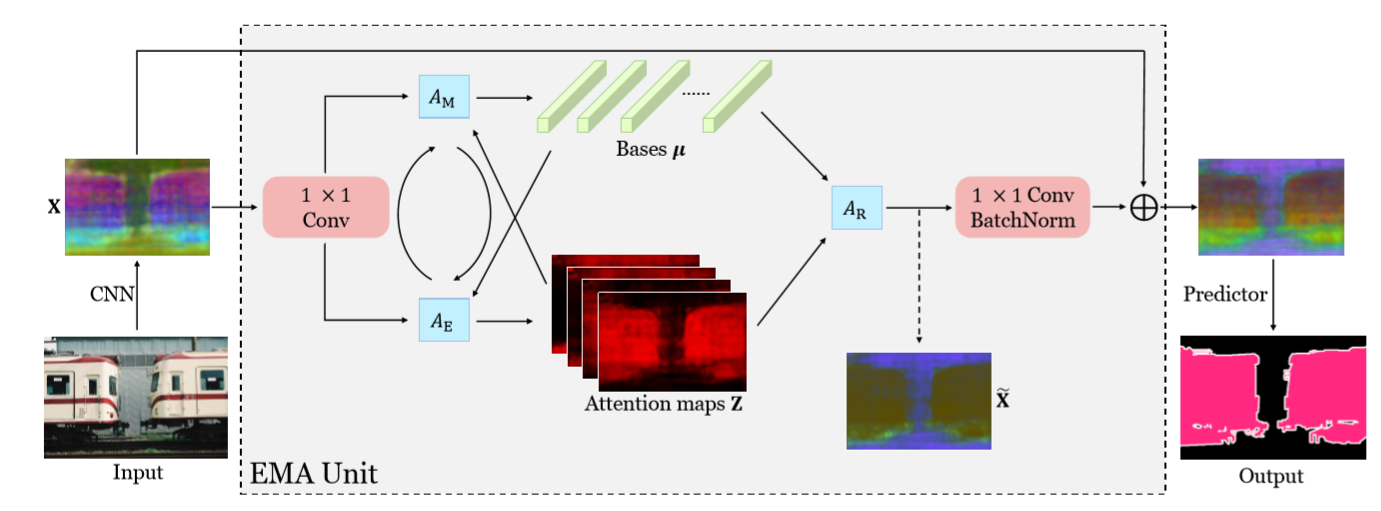 X
CNN
Input
EMA Unit
1 × 1
Conv
A_M
A_E
......
Bases μ
Attention maps Z
A_R
X̃
1 × 1 Conv
BatchNorm
Predictor
Output